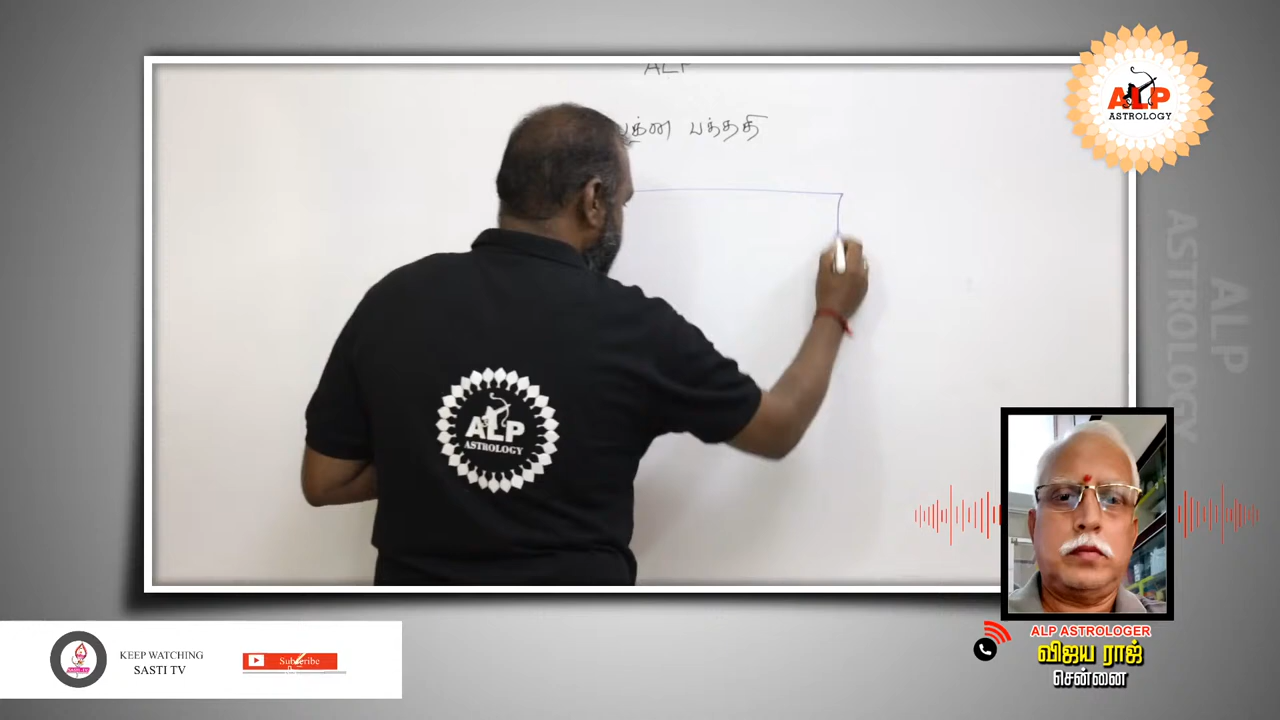 ALP
பத்ததி
ALP
ASTROLOGY
ALP
ASTROLOGY
ALP
ASTROLOGY
KEEP WATCHING
SASTI TV
Subscribe
ALP ASTROLOGER
விஜய ராஜ்
சென்னை